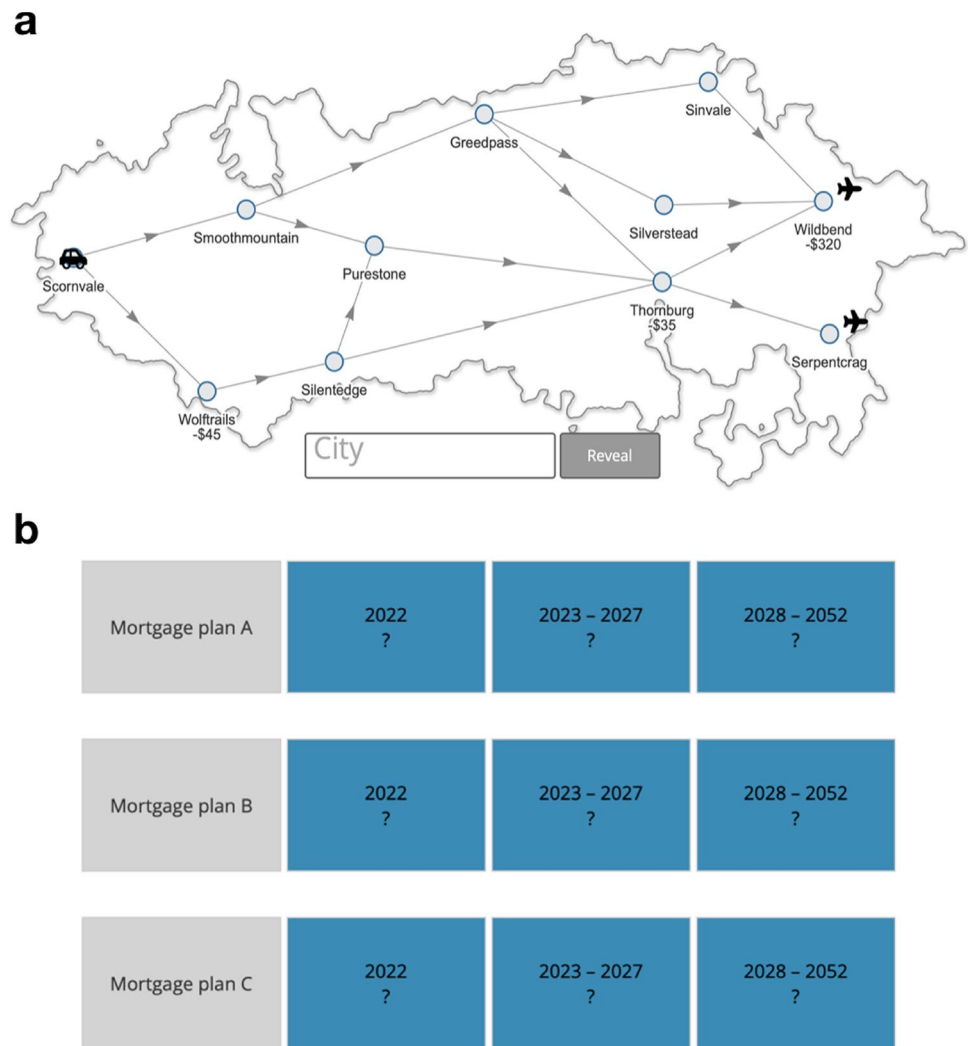 a
Sinvale
Greedpass
Smoothmountain
Silverstead
Wildbend
-$320
Purestone
Scornvale
Thornburg
-$35
Serpentcrag
Silentedge
Wolftrails
-$45
City
Reveal
b
Mortgage plan A
2022
?
2023 – 2027
?
2028 – 2052
?
Mortgage plan B
2022
?
2023 – 2027
?
2028 – 2052
?
Mortgage plan C
2022
?
2023 – 2027
?
2028 – 2052
?